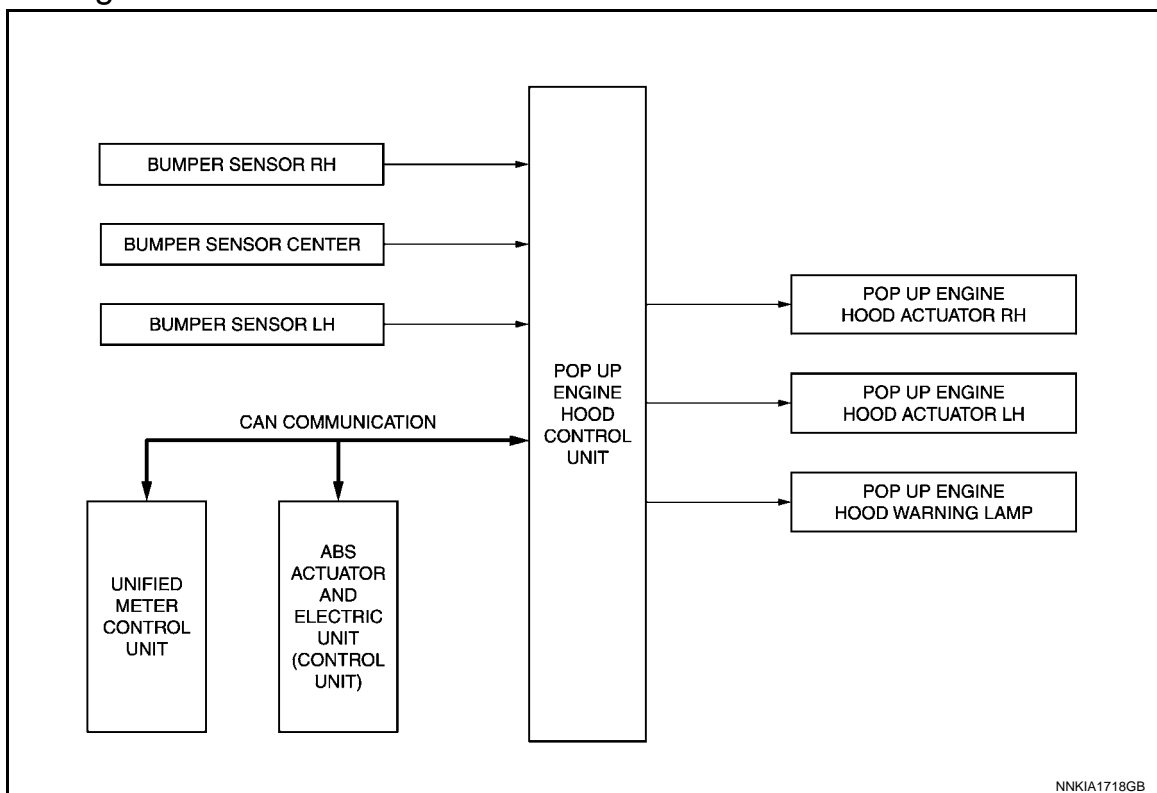 BUMPER SENSOR RH
BUMPER SENSOR CENTER
BUMPER SENSOR LH
CAN COMMUNICATION
UNIFIED
METER
CONTROL
UNIT
ABS
ACTUATOR
AND
ELECTRIC
UNIT
(CONTROL
UNIT)
POP UP
ENGINE
HOOD
CONTROL
UNIT
POP UP ENGINE
HOOD ACTUATOR RH
POP UP ENGINE
HOOD ACTUATOR LH
POP UP ENGINE
HOOD WARNING LAMP
NNKIA1718GB